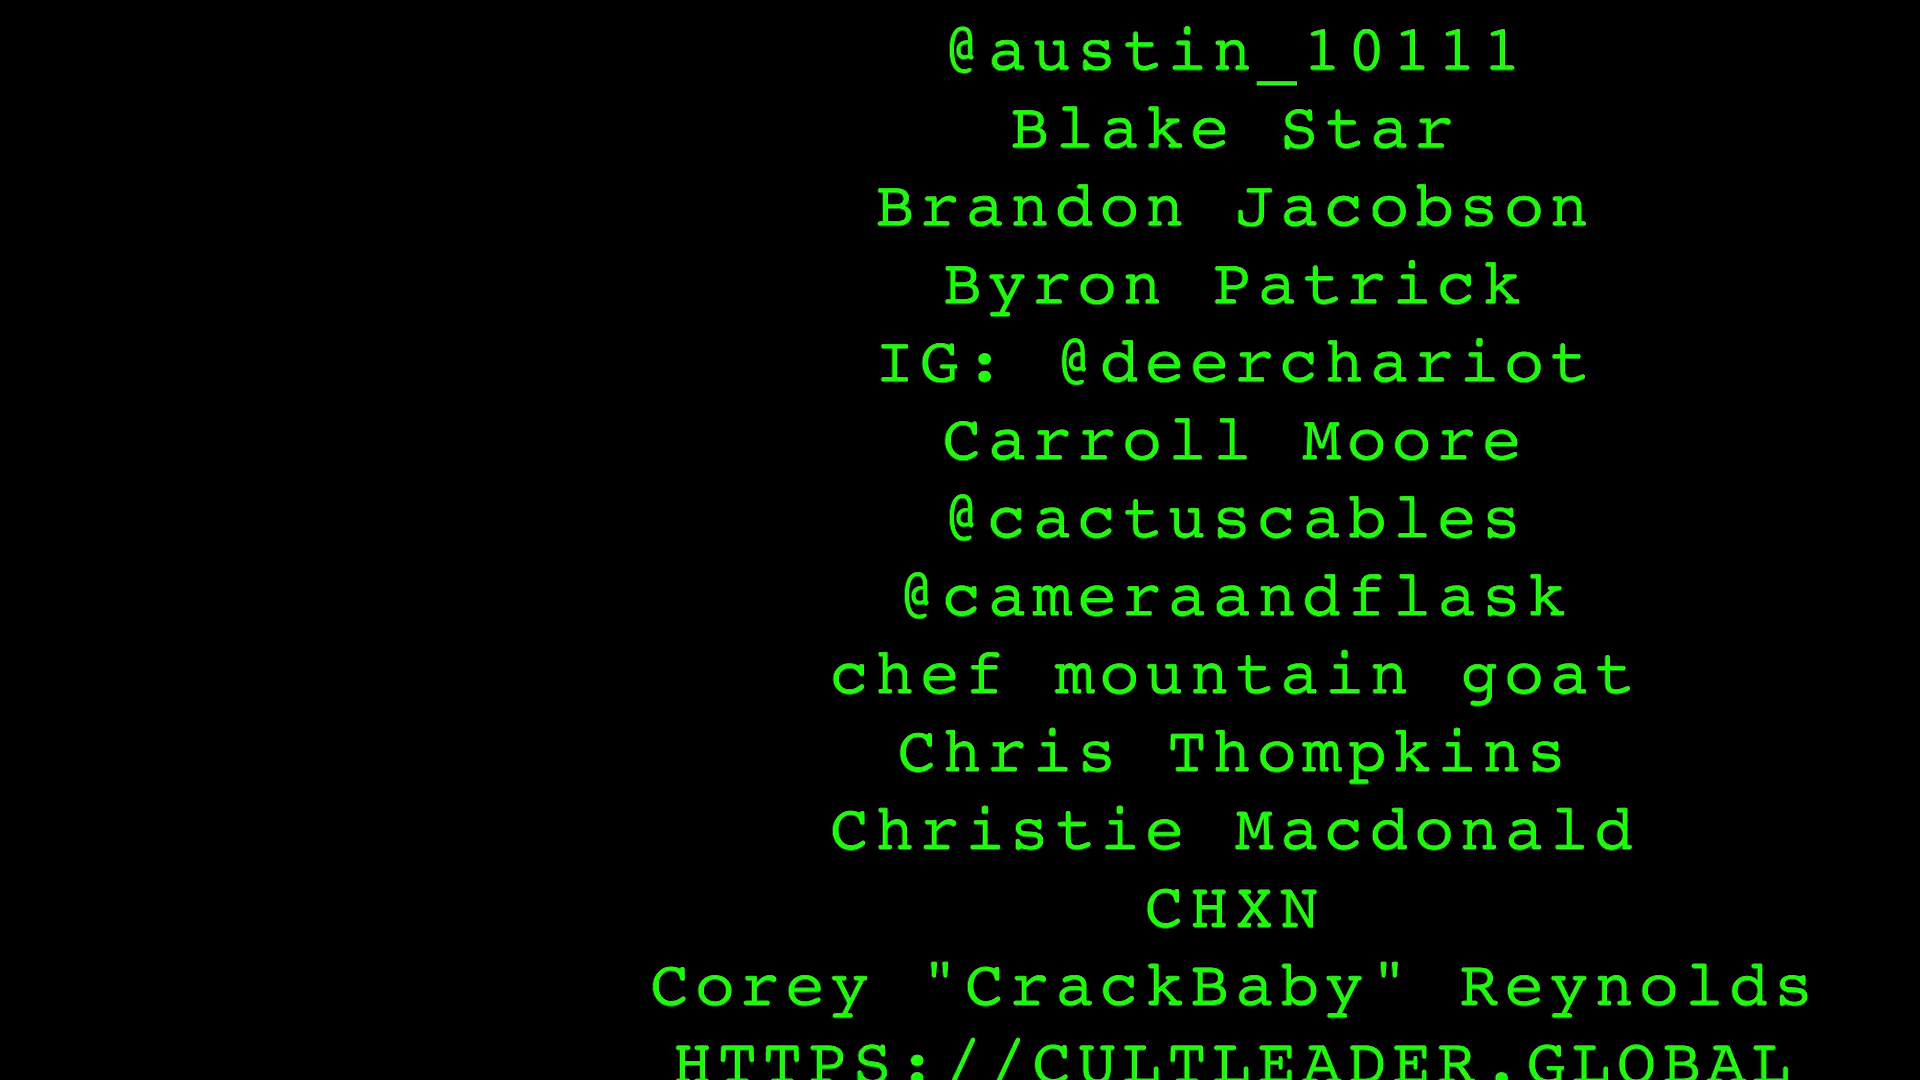 @austin_10111
Blake Star
Brandon Jacobson
Byron Patrick
IG: @deerchariot
Carroll Moore
@cactuscables
@cameraandflask
chef mountain goat
Chris Thompkins
Christie Macdonald
CHXN
Corey "CrackBaby" Reynolds
HTTPS://CULTLEADER.GLOBAL